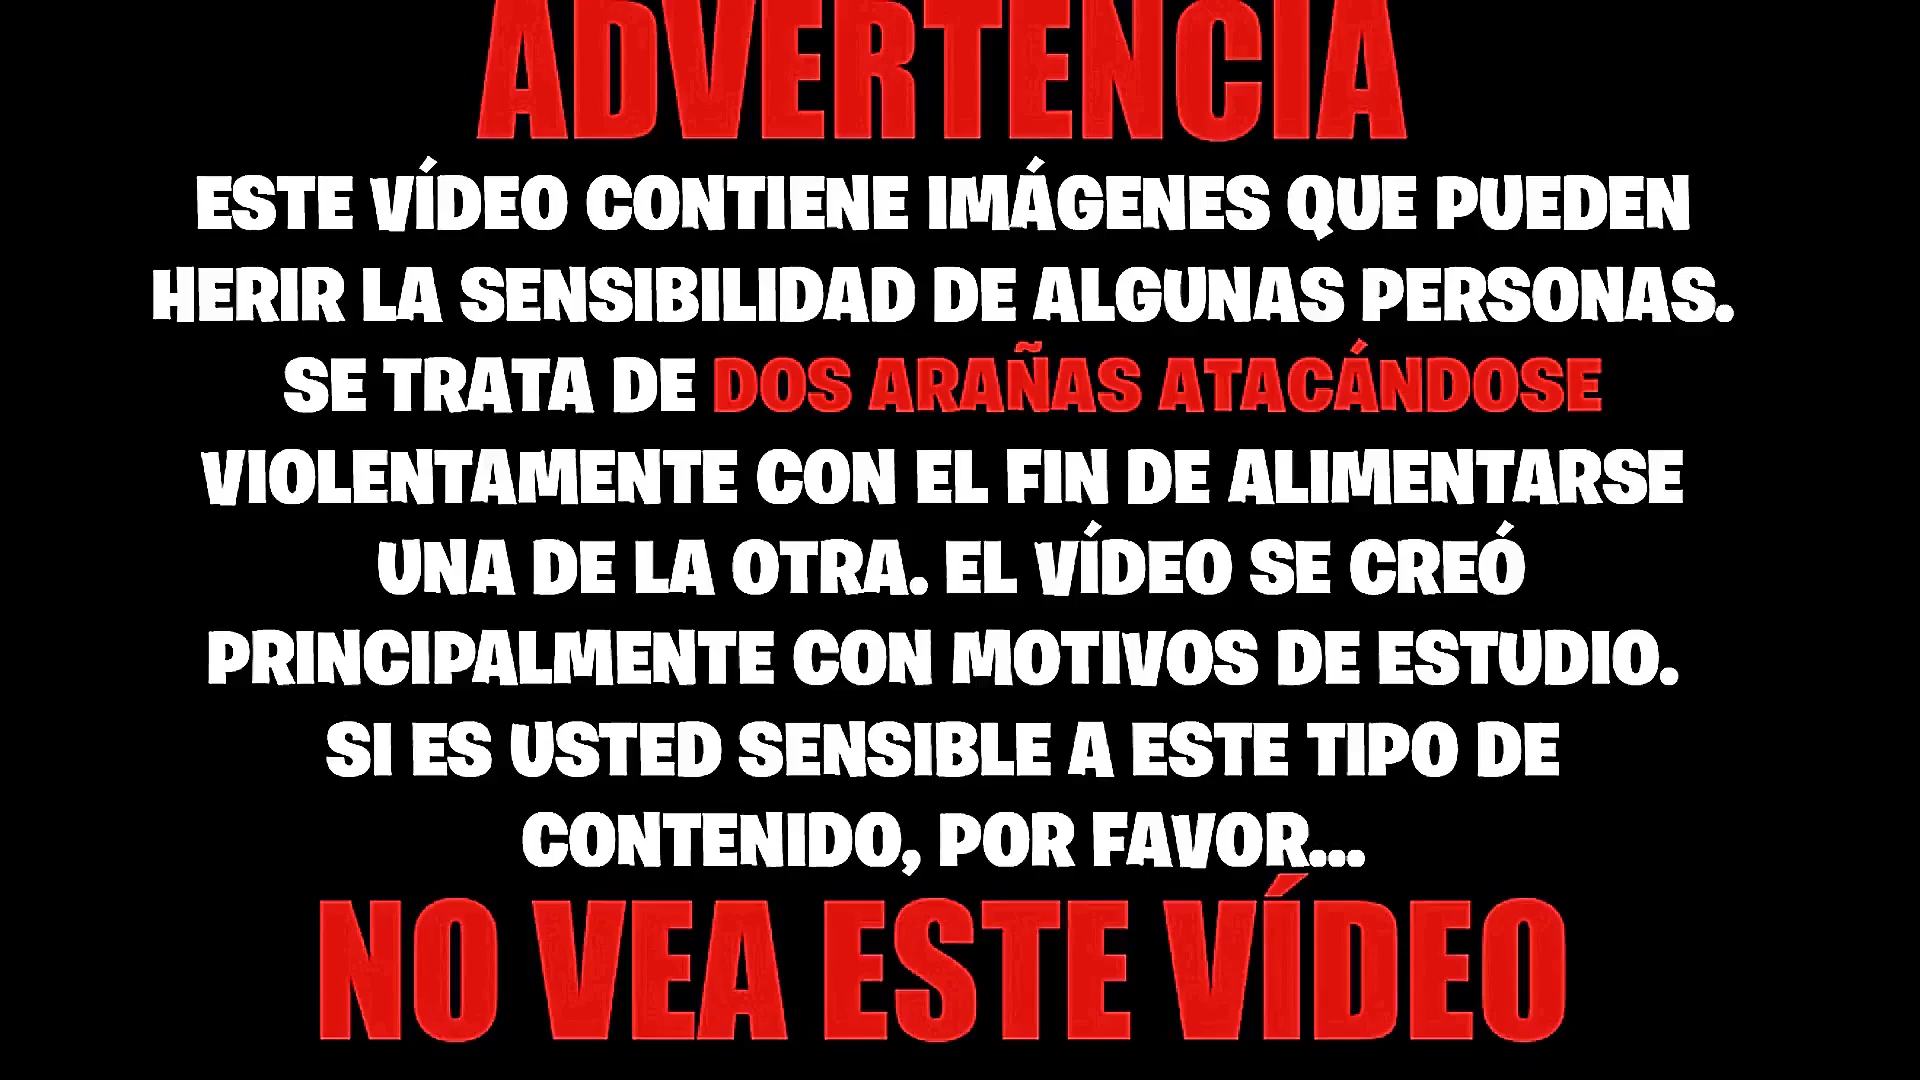 ADVERTENCIA
ESTE VÍDEO CONTIENE IMÁGENES QUE PUEDEN
HERIR LA SENSIBILIDAD DE ALGUNAS PERSONAS.
SE TRATA DE DOS ARAÑAS ATACÁNDOSE
VIOLENTAMENTE CON EL FIN DE ALIMENTARSE
UNA DE LA OTRA. EL VÍDEO SE CREÓ
PRINCIPALMENTE CON MOTIVOS DE ESTUDIO.
SI ES USTED SENSIBLE A ESTE TIPO DE
CONTENIDO, POR FAVOR...
NO VEA ESTE VÍDEO